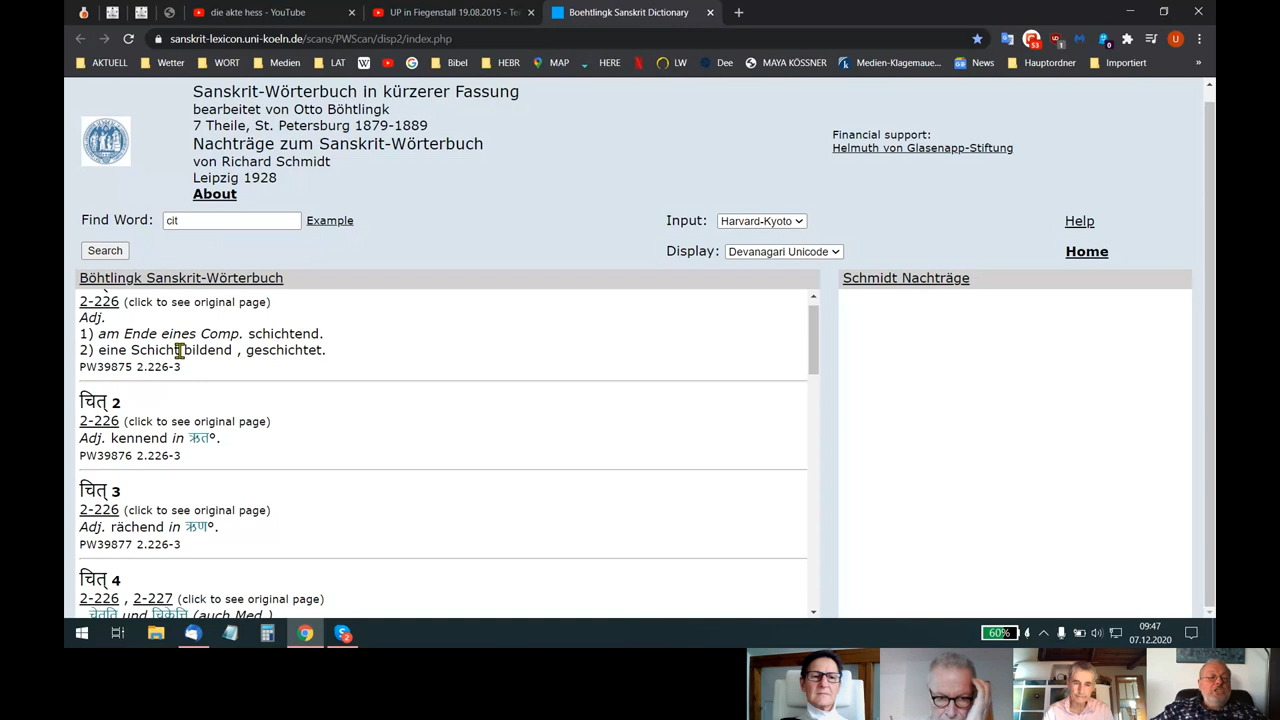 die akte hess - YouTube
UP in Fiegenstall 19.08.2015 - Te
Boehtlingk Sanskrit Dictionary
sanskrit-lexicon.uni-koeln.de/scans/PWScan/disp2/index.php
AKTUELL Wetter WORT Medien LAT Bibel HEBR MAP HERE LW Dee MAYA KÖSSNER Medien-Klagemaue... News Hauptordner Importiert »
Sanskrit-Wörterbuch in kürzerer Fassung
bearbeitet von Otto Böhtlingk
7 Theile, St. Petersburg 1879-1889
Nachträge zum Sanskrit-Wörterbuch
von Richard Schmidt
Leipzig 1928
About
Financial support:
Helmuth von Glasenapp-Stiftung
Find Word: cit Example
Input: Harvard-Kyoto
Help
Search
Display: Devanagari Unicode
Home
Böhtlingk Sanskrit-Wörterbuch
Schmidt Nachträge
2-226 (click to see original page)
Adj.
1) am Ende eines Comp. schichtend.
2) eine Schicht bildend , geschichtet.
PW39875 2.226-3
चित् 2
2-226 (click to see original page)
Adj. kennend in ऋत°.
PW39876 2.226-3
चित् 3
2-226 (click to see original page)
Adj. rächend in ऋण°.
PW39877 2.226-3
चित् 4
2-226 , 2-227 (click to see original page)
चेतति und चिकेत्ति (auch Med.)
60%
09:47
07.12.2020